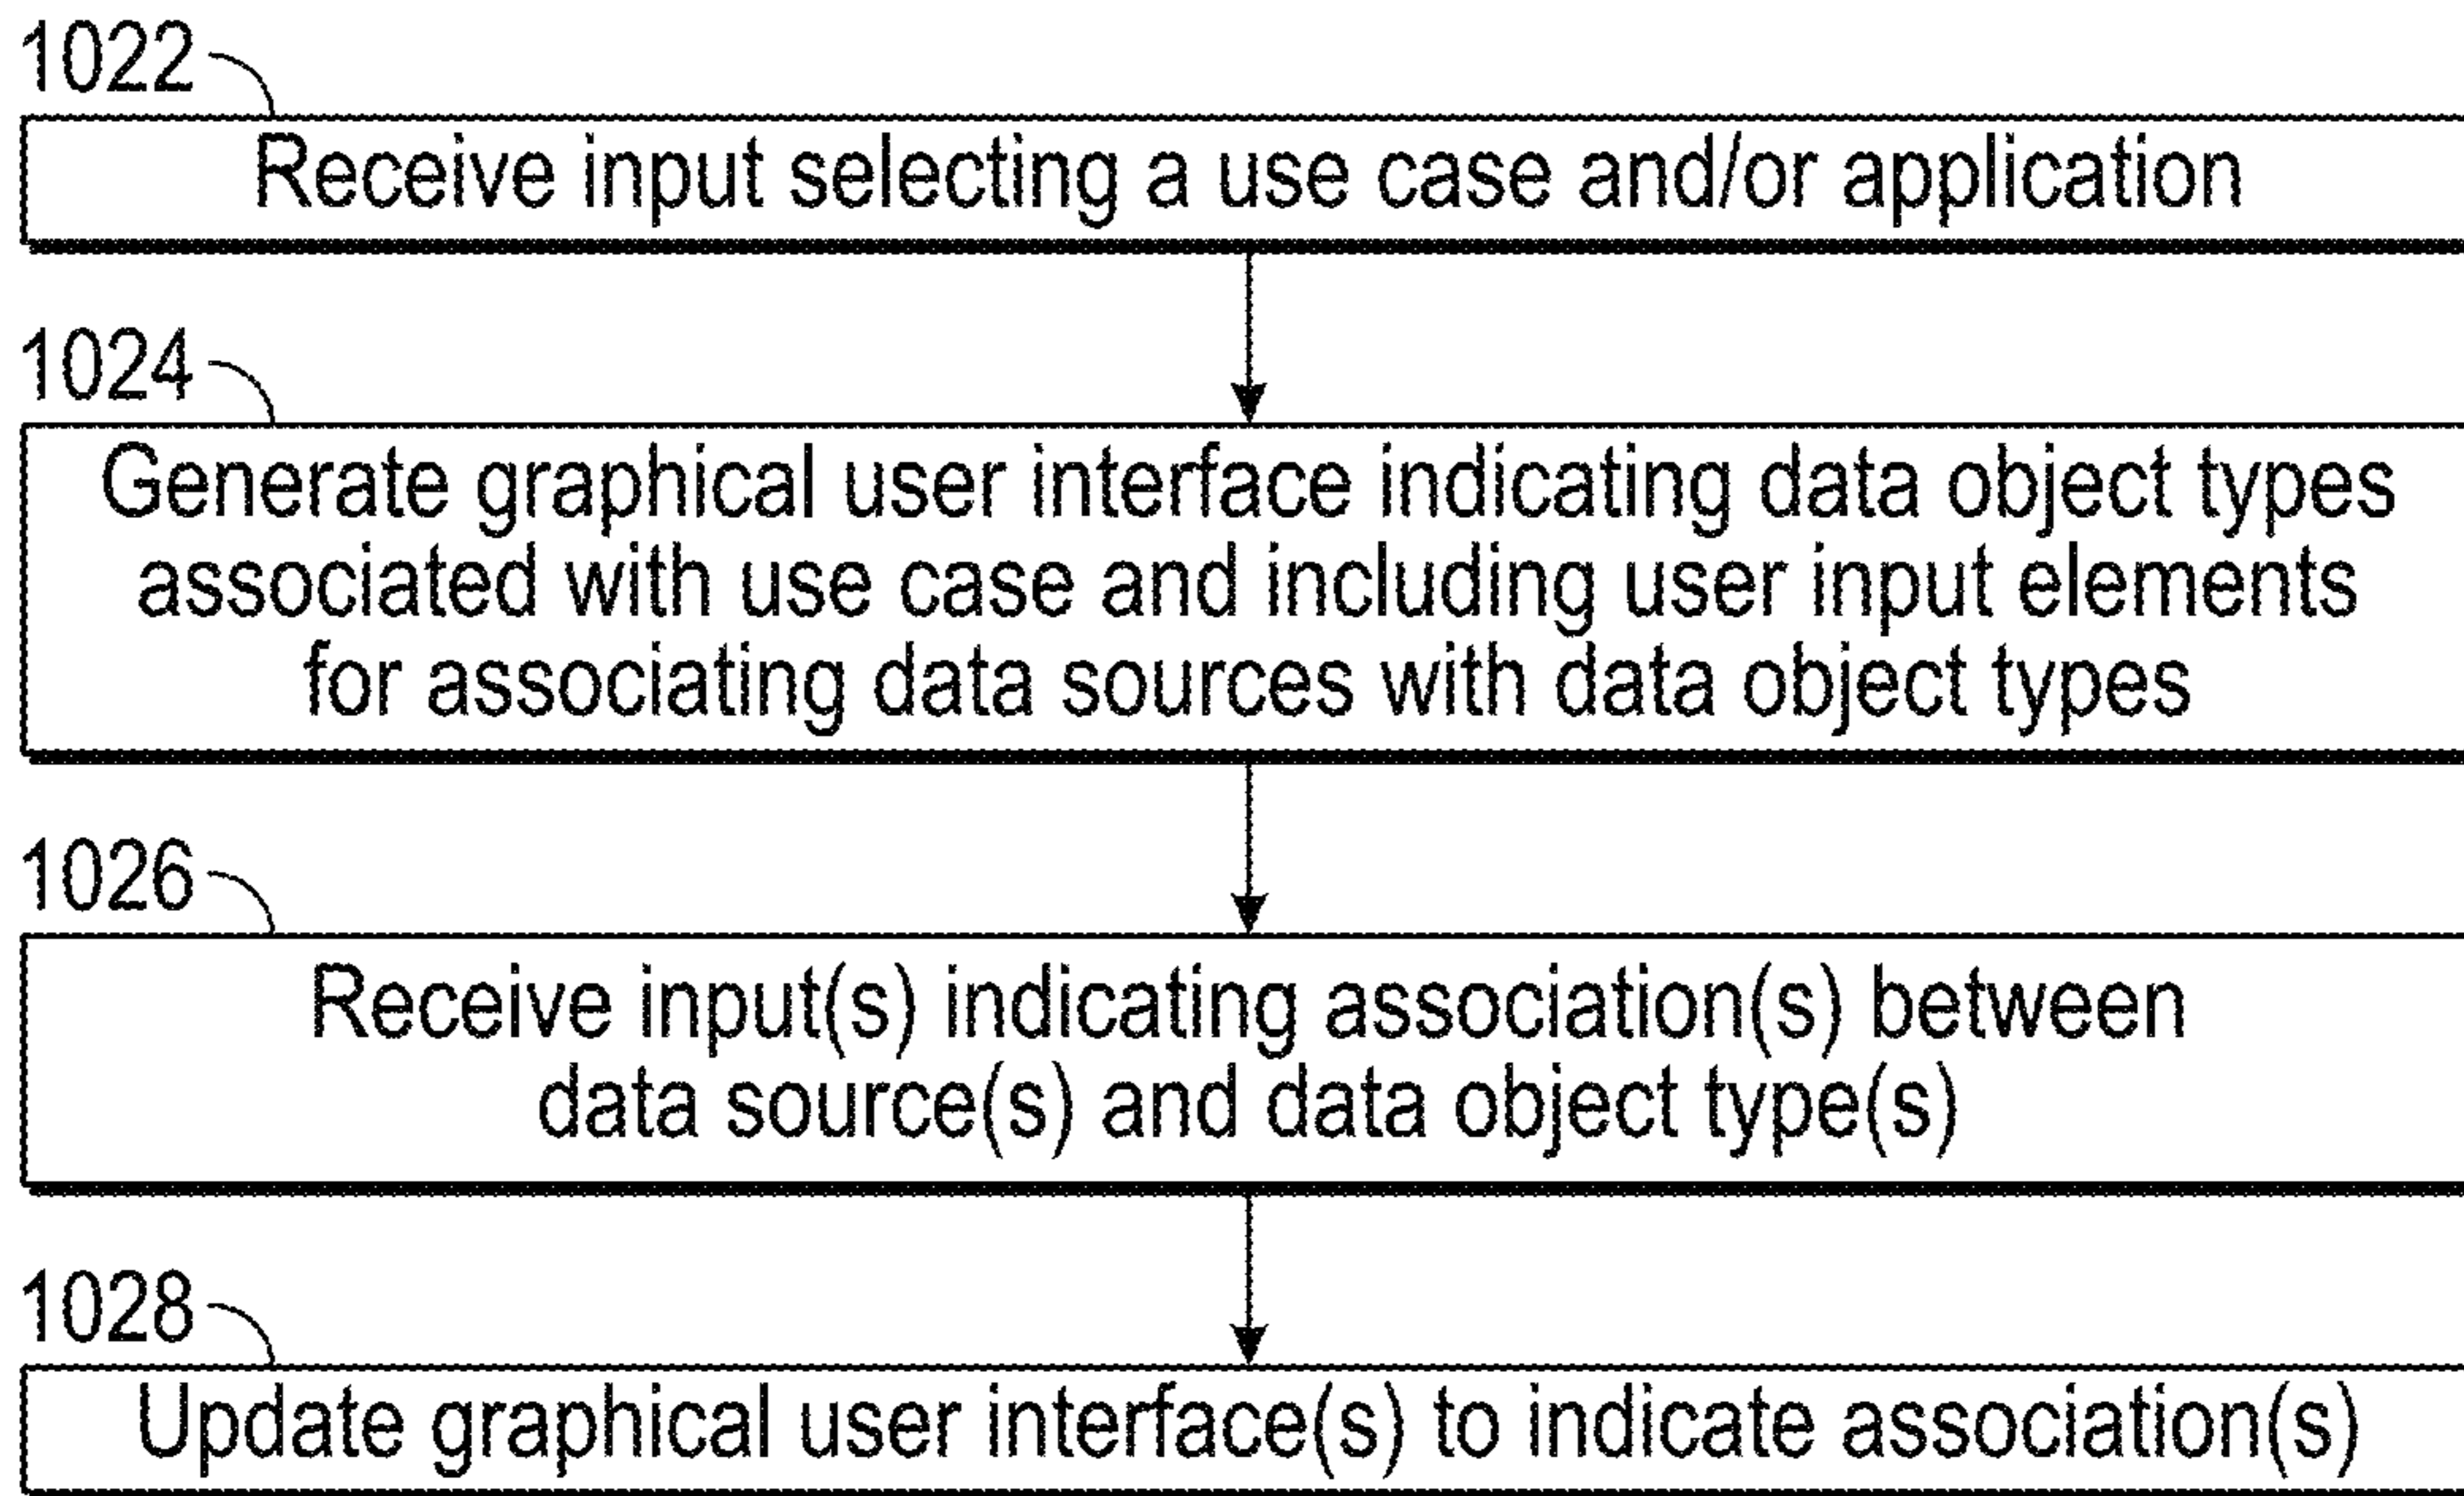 1022
Receive input selecting a use case and/or application
1024
Generate graphical user interface indicating data object types
associated with use case and including user input elements
for associating data sources with data object types
1026
Receive input(s) indicating association(s) between
data source(s) and data object type(s)
1028
Update graphical user interface(s) to indicate association(s)